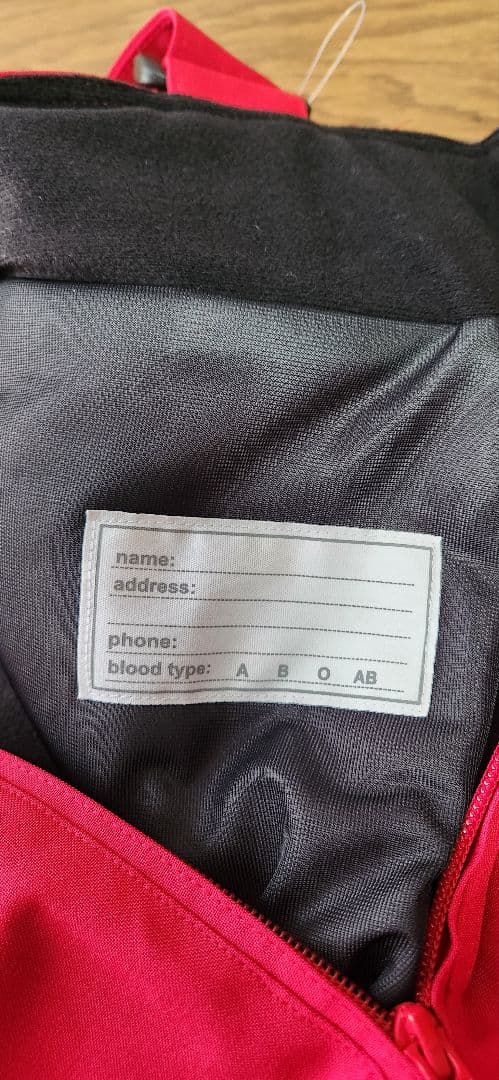 name:
address:
phone:
blood type: A B O AB